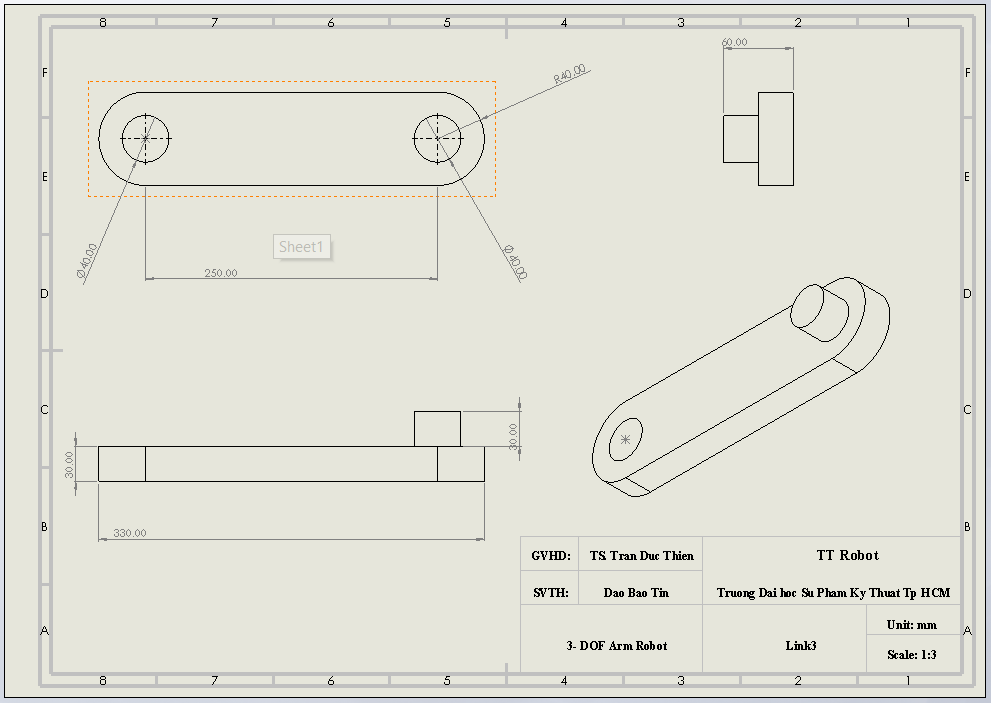 8 7 6 5 4 3 2 1
60.00
F F
R40.00
E E
Ø40.00
Sheet1
Ø40.00
250.00
D D
C C
30.00
30.00
B B
330.00
GVHD: TS. Tran Duc Thien
TT Robot
SVTH: Dao Bao Tin
Truong Dai hoc Su Pham Ky Thuat Tp HCM
Unit: mm
A A
3- DOF Arm Robot
Link3
Scale: 1:3
8 7 6 5 4 3 2 1